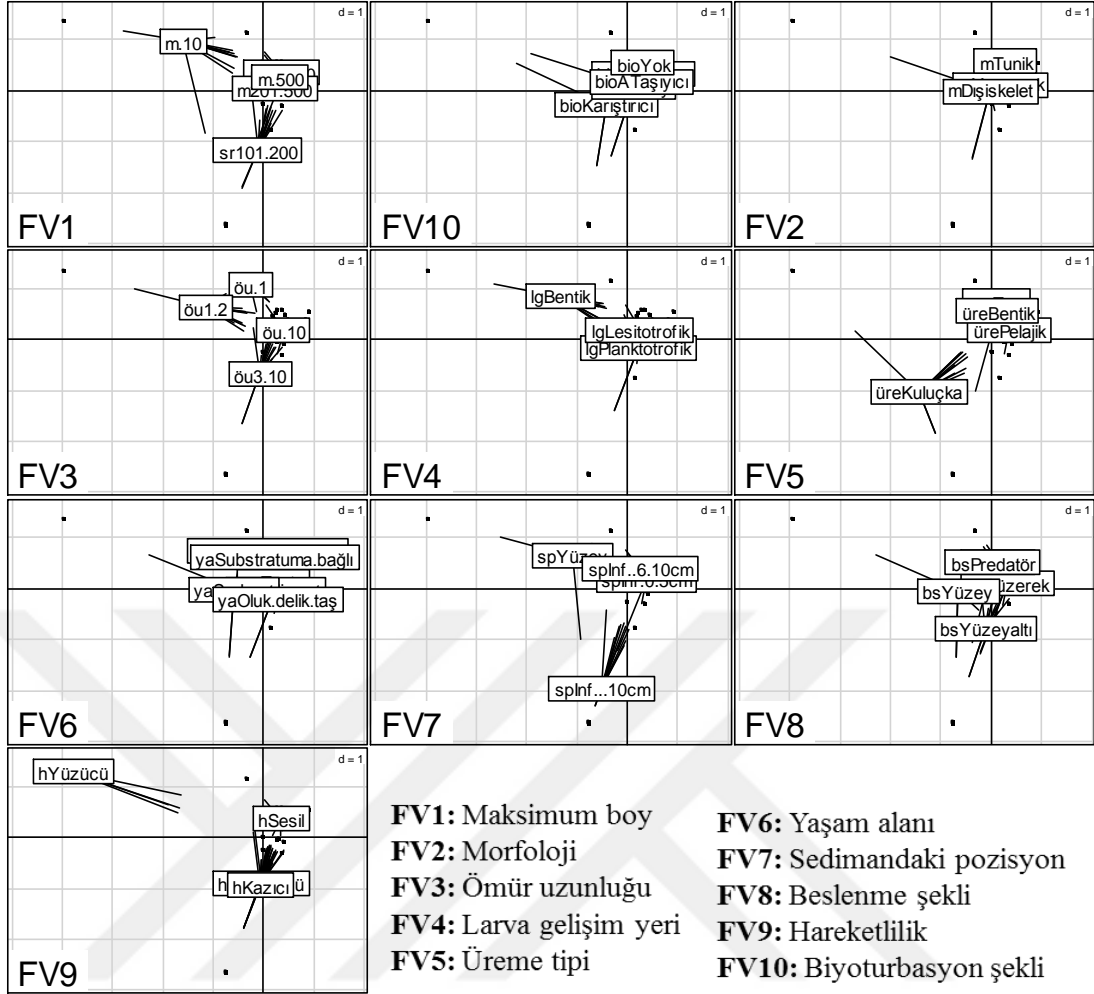 d = 1
m.10
m.500
m201.500
sr101.200
FV1
d = 1
bioYok
bioATaşıyıcı
bioKarıştırıcı
FV10
d = 1
mTunik
mDışiskelet
FV2
d = 1
öu.1
öu1.2
öu.10
öu3.10
FV3
d = 1
lgBentik
lgLesitotrofik
lgPlanktotrofik
FV4
d = 1
üreBentik
ürePelajik
üreKuluçka
FV5
d = 1
yaSubstratuma.bağlı
yaOluk.delik.taş
FV6
d = 1
spYüzey
spInf..6.10cm
spInf...10cm
FV7
d = 1
bsPredatör
bsYüzey
bsYüzeyaltı
FV8
d = 1
hYüzücü
hSesil
hKazıcı
FV9
FV1: Maksimum boy
FV2: Morfoloji
FV3: Ömür uzunluğu
FV4: Larva gelişim yeri
FV5: Üreme tipi
FV6: Yaşam alanı
FV7: Sedimandaki pozisyon
FV8: Beslenme şekli
FV9: Hareketlilik
FV10: Biyoturbasyon şekli